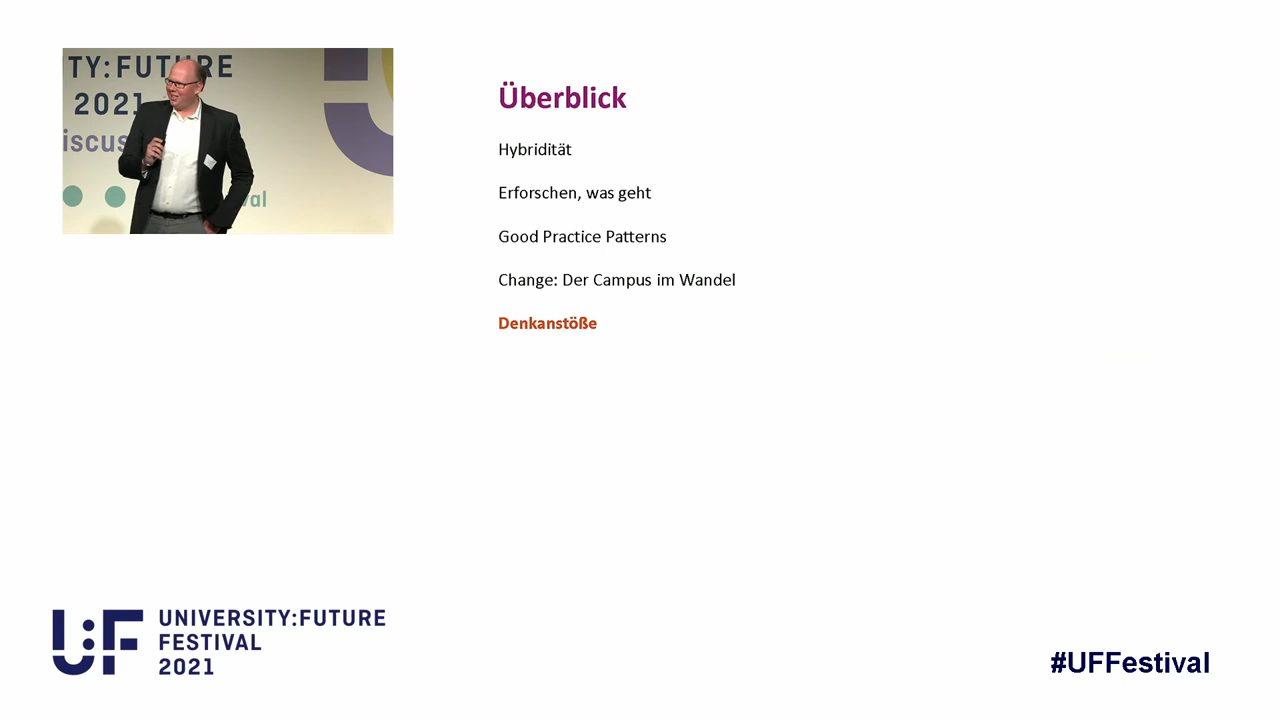 TY:FUTURE
2021
iscus
val
Überblick
Hybridität
Erforschen, was geht
Good Practice Patterns
Change: Der Campus im Wandel
Denkanstöße
U:F
UNIVERSITY:FUTURE
FESTIVAL
2021
#UFFestival